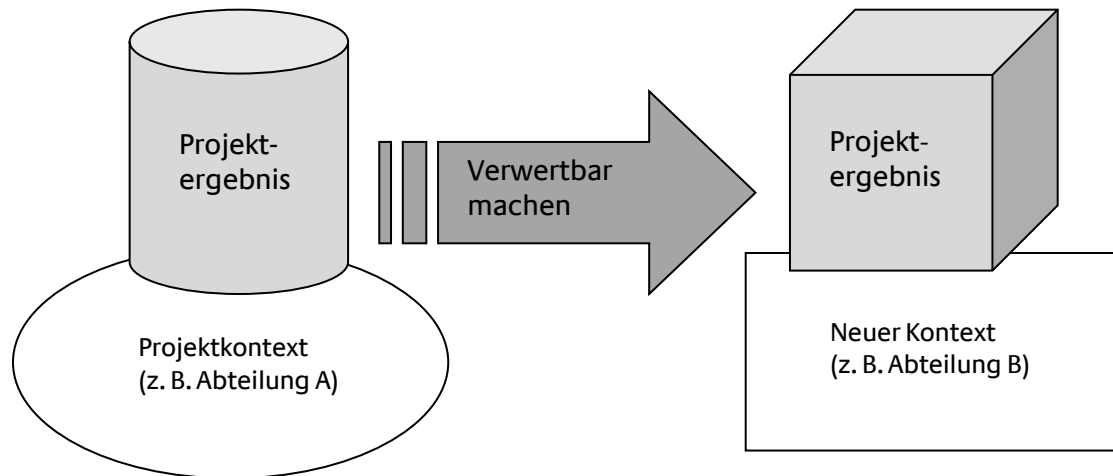 Projekt-
ergebnis
Verwertbar
machen
Projekt-
ergebnis
Projektkontext
(z. B. Abteilung A)
Neuer Kontext
(z. B. Abteilung B)